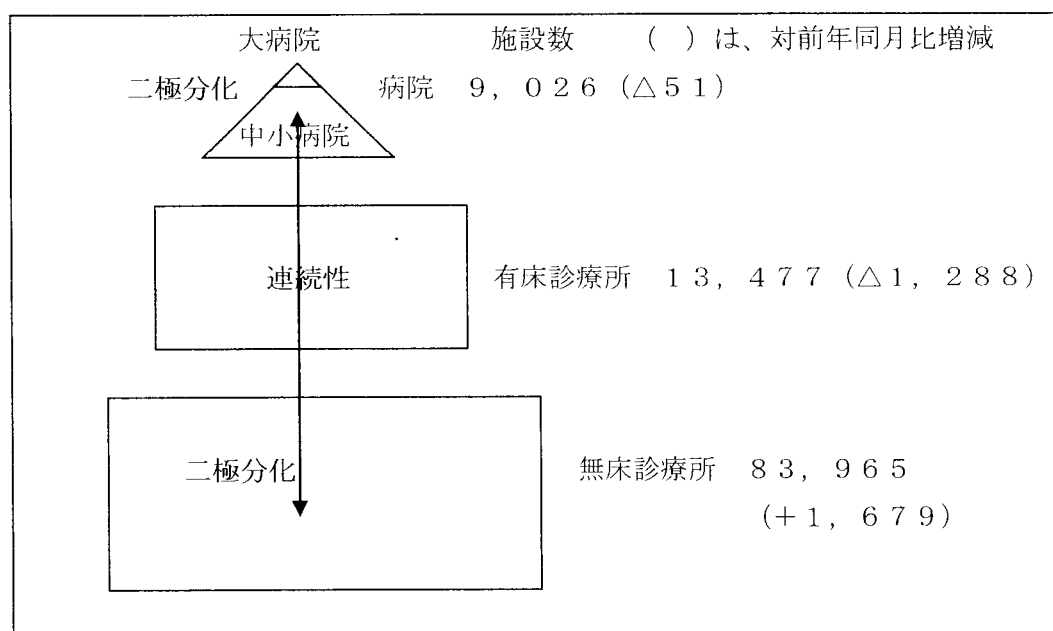 大病院 施設数 （ ）は、対前年同月比増減
二極分化 病院 ９，０２６（△５１）
中小病院
連続性 有床診療所 １３，４７７（△１，２８８）
二極分化 無床診療所 ８３，９６５
（＋１，６７９）